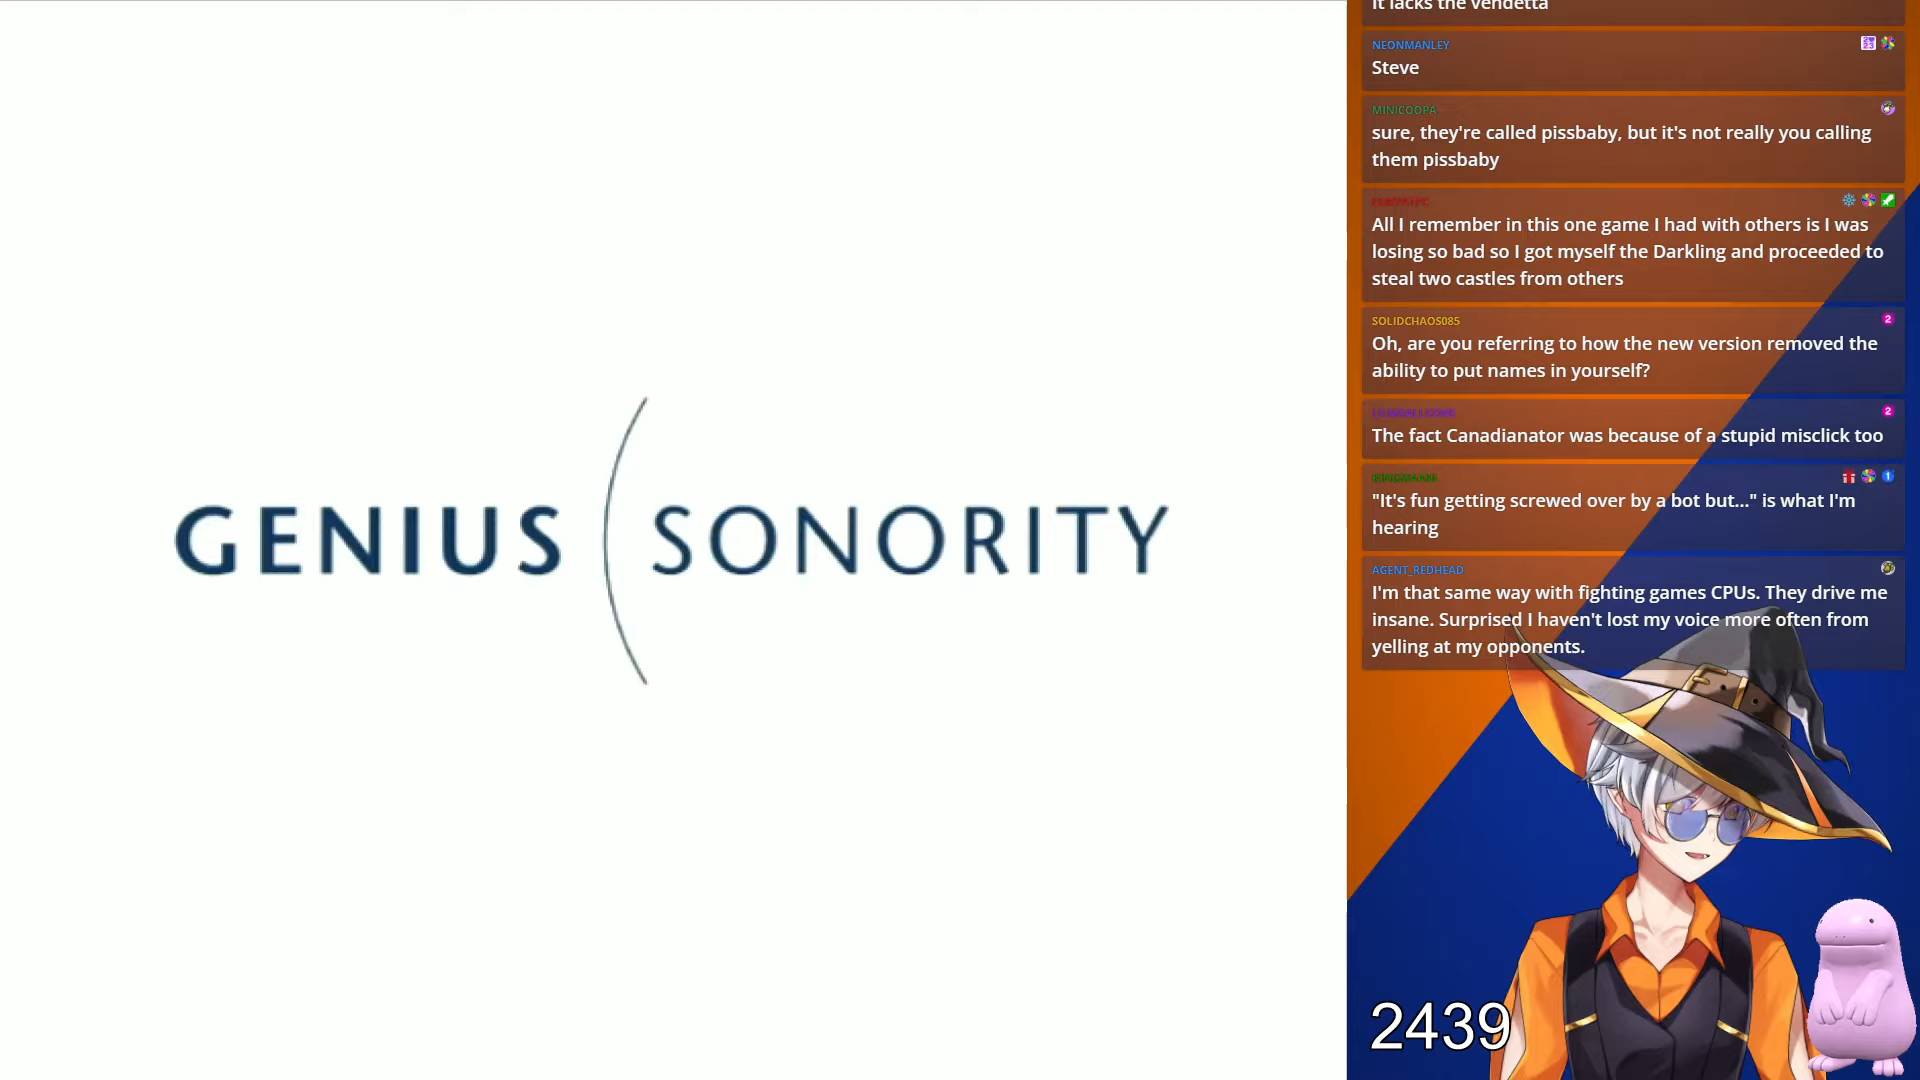 GENIUS SONORITY
It lacks the vendetta
NEONMANLEY
Steve
MINICOOPA
sure, they're called pissbaby, but it's not really you calling
them pissbaby
All I remember in this one game I had with others is I was
losing so bad so I got myself the Darkling and proceeded to
steal two castles from others
SOLIDCHAOS085
2
Oh, are you referring to how the new version removed the
ability to put names in yourself?
2
The fact Canadianator was because of a stupid misclick too
1
"It's fun getting screwed over by a bot but..." is what I'm
hearing
AGENT_REDHEAD
I'm that same way with fighting games CPUs. They drive me
insane. Surprised I haven't lost my voice more often from
yelling at my opponents.
2439